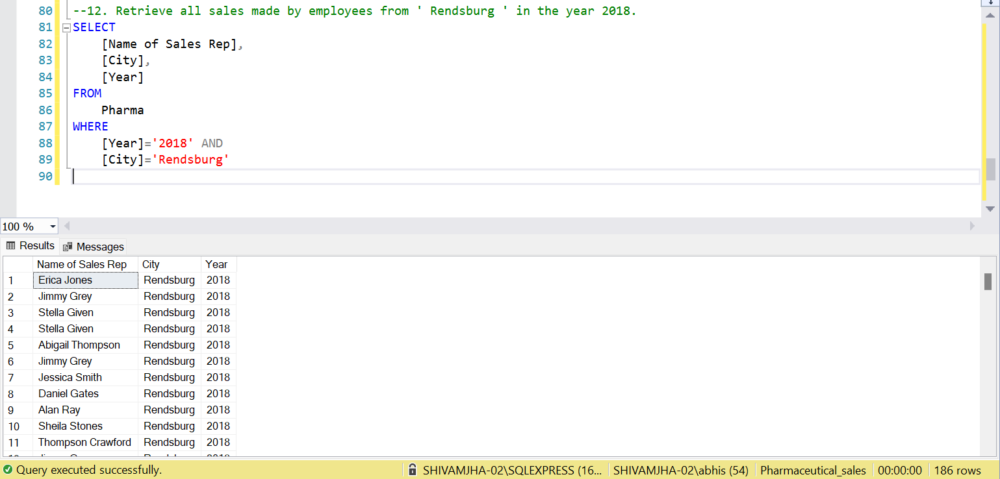 80 --12. Retrieve all sales made by employees from ' Rendsburg ' in the year 2018.
81 SELECT
82 [Name of Sales Rep],
83 [City],
84 [Year]
85 FROM
86 Pharma
87 WHERE
88 [Year]='2018' AND
89 [City]='Rendsburg'
90
100 %
Results Messages
Name of Sales Rep City Year
1 Erica Jones Rendsburg 2018
2 Jimmy Grey Rendsburg 2018
3 Stella Given Rendsburg 2018
4 Stella Given Rendsburg 2018
5 Abigail Thompson Rendsburg 2018
6 Jimmy Grey Rendsburg 2018
7 Jessica Smith Rendsburg 2018
8 Daniel Gates Rendsburg 2018
9 Alan Ray Rendsburg 2018
10 Sheila Stones Rendsburg 2018
11 Thompson Crawford Rendsburg 2018
Query executed successfully. SHIVAMJHA-02\SQLEXPRESS (16... SHIVAMJHA-02\abhis (54) Pharmaceutical_sales 00:00:00 186 rows